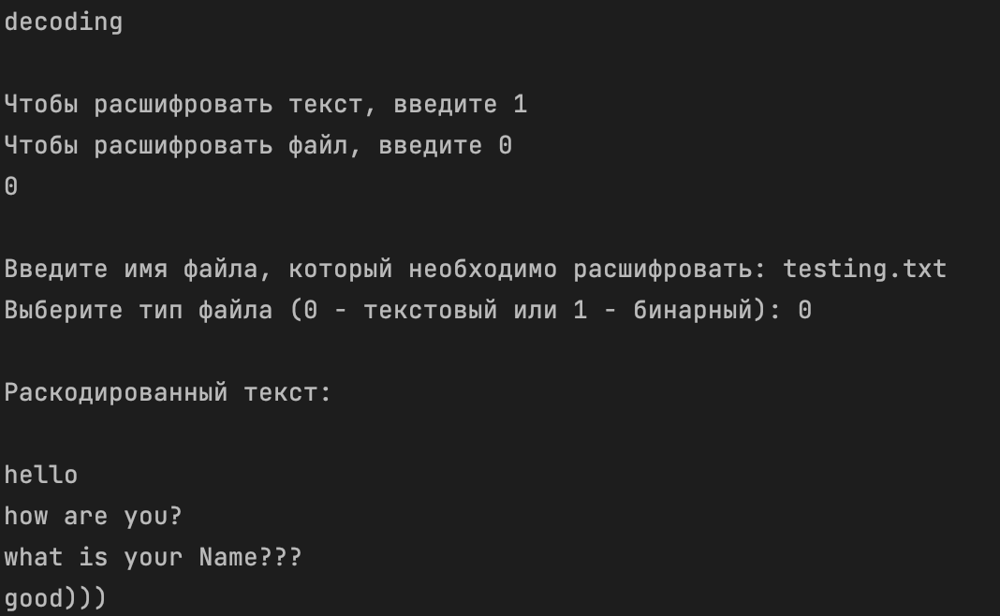 decoding
Чтобы расшифровать текст, введите 1
Чтобы расшифровать файл, введите 0
0
Введите имя файла, который необходимо расшифровать: testing.txt
Выберите тип файла (0 - текстовый или 1 - бинарный): 0
Раскодированный текст:
hello
how are you?
what is your Name???
good)))